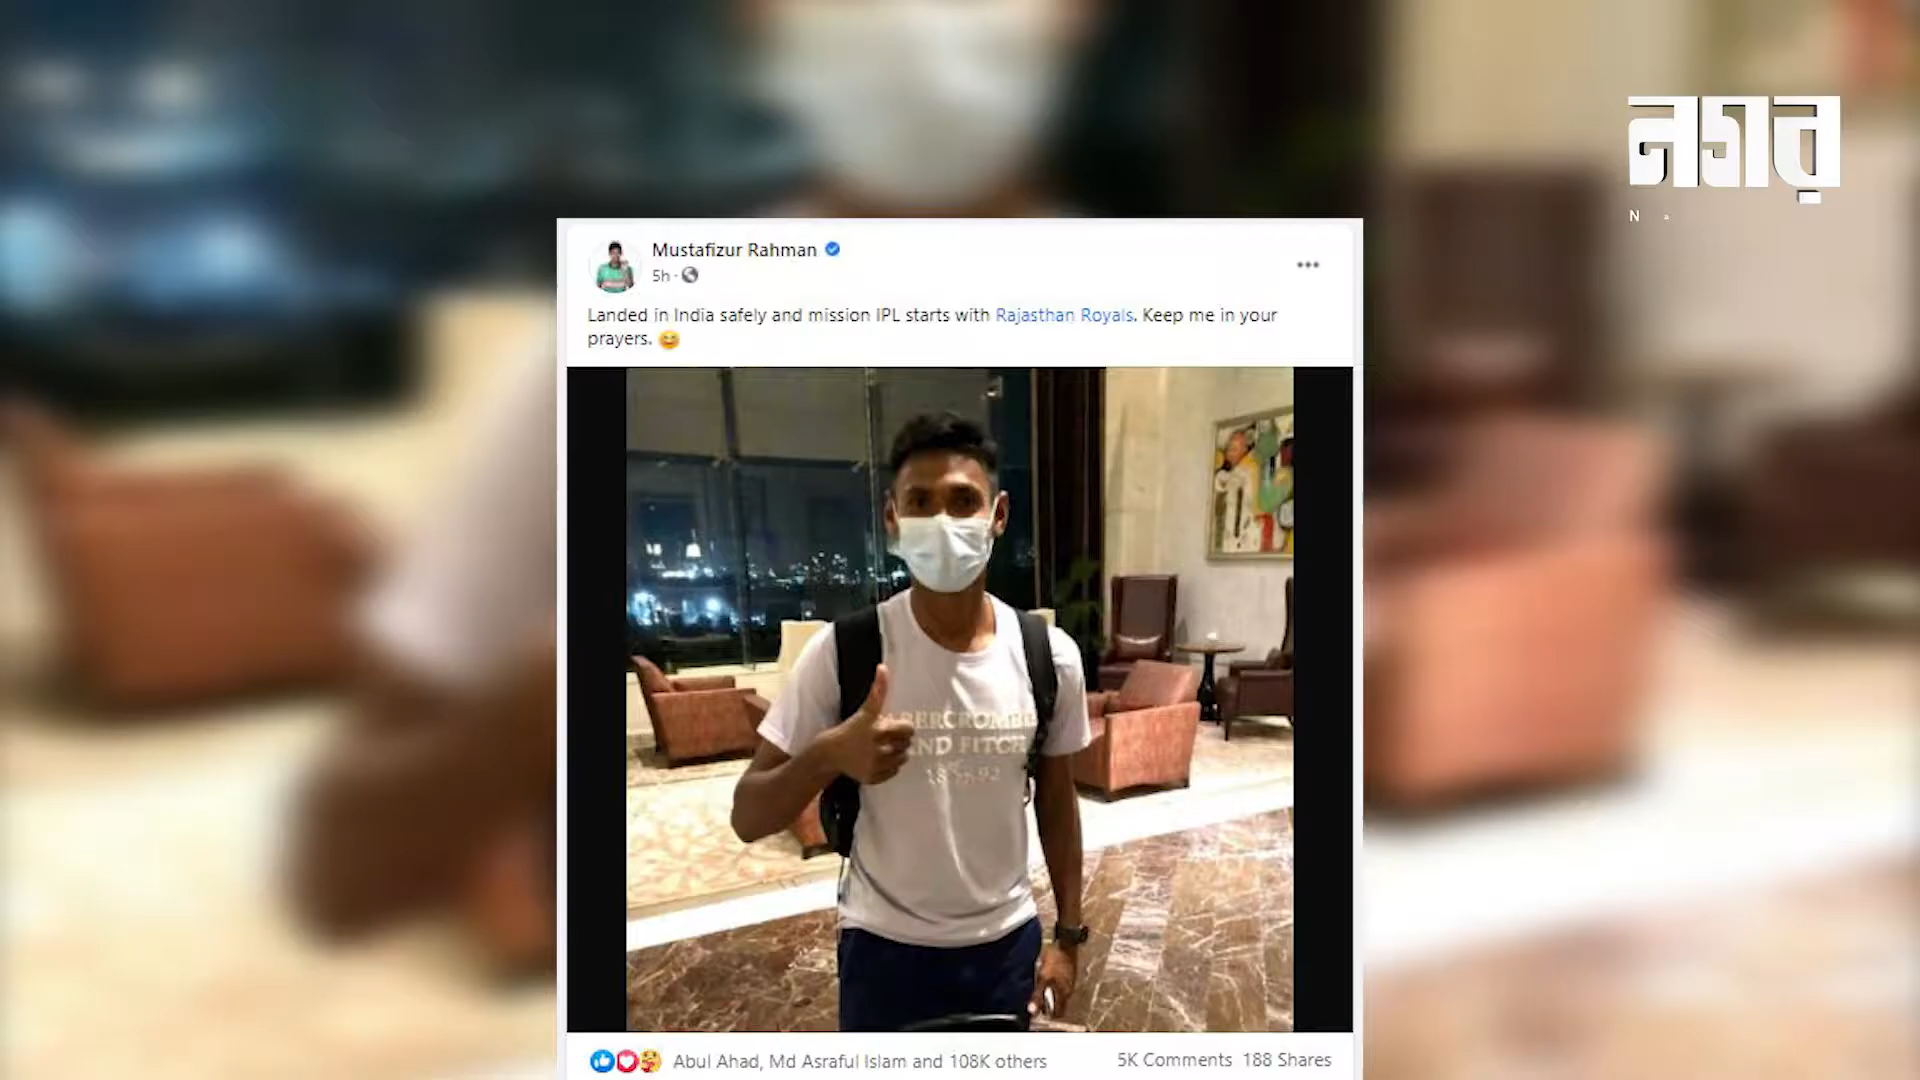 নগর
N
Mustafizur Rahman
5h ·
Landed in India safely and mission IPL starts with Rajasthan Royals. Keep me in your
prayers. 😂
ABERCROMBIE
AND FITCH
1892
Abul Ahad, Md Asraful Islam and 108K others
5K Comments 188 Shares